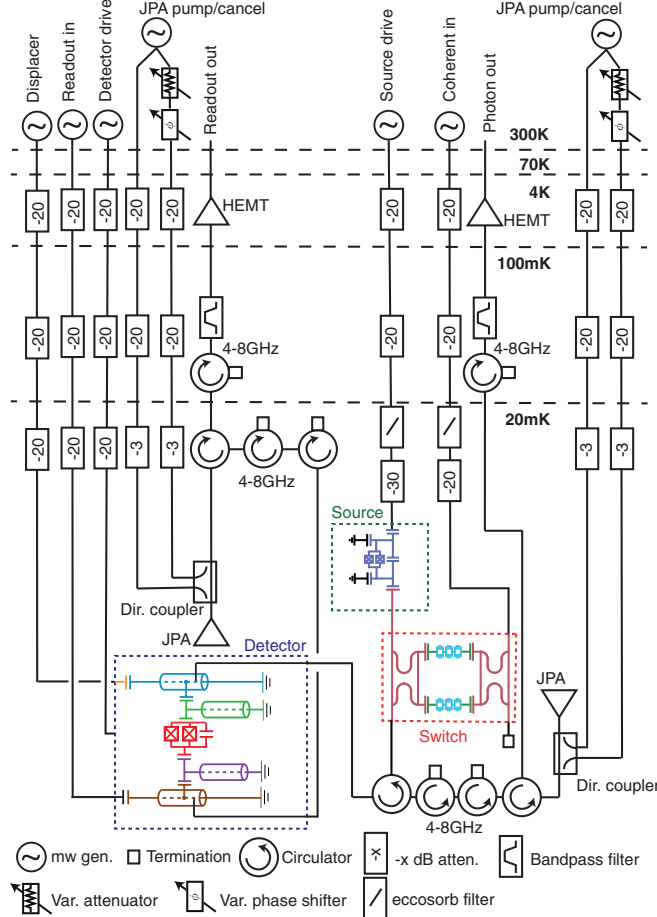 JPA pump/cancel
JPA pump/cancel
Displacer
Readout in
Detector drive
Readout out
Source drive
Coherent in
Photon out
ϕ
ϕ
300K
70K
4K
-20
-20
-20
-20
-20
HEMT
-20
-20
HEMT
-20
-20
100mK
-20
-20
-20
-20
-20
-20
-20
-20
4-8GHz
4-8GHz
20mK
-20
-20
-20
-3
-3
4-8GHz
-30
-20
-3
-3
Source
Dir. coupler
JPA
Detector
JPA
Switch
Dir. coupler
4-8GHz
mw gen.
Termination
Circulator
-x
-x dB atten.
Bandpass filter
Var. attenuator
ϕ
Var. phase shifter
eccosorb filter